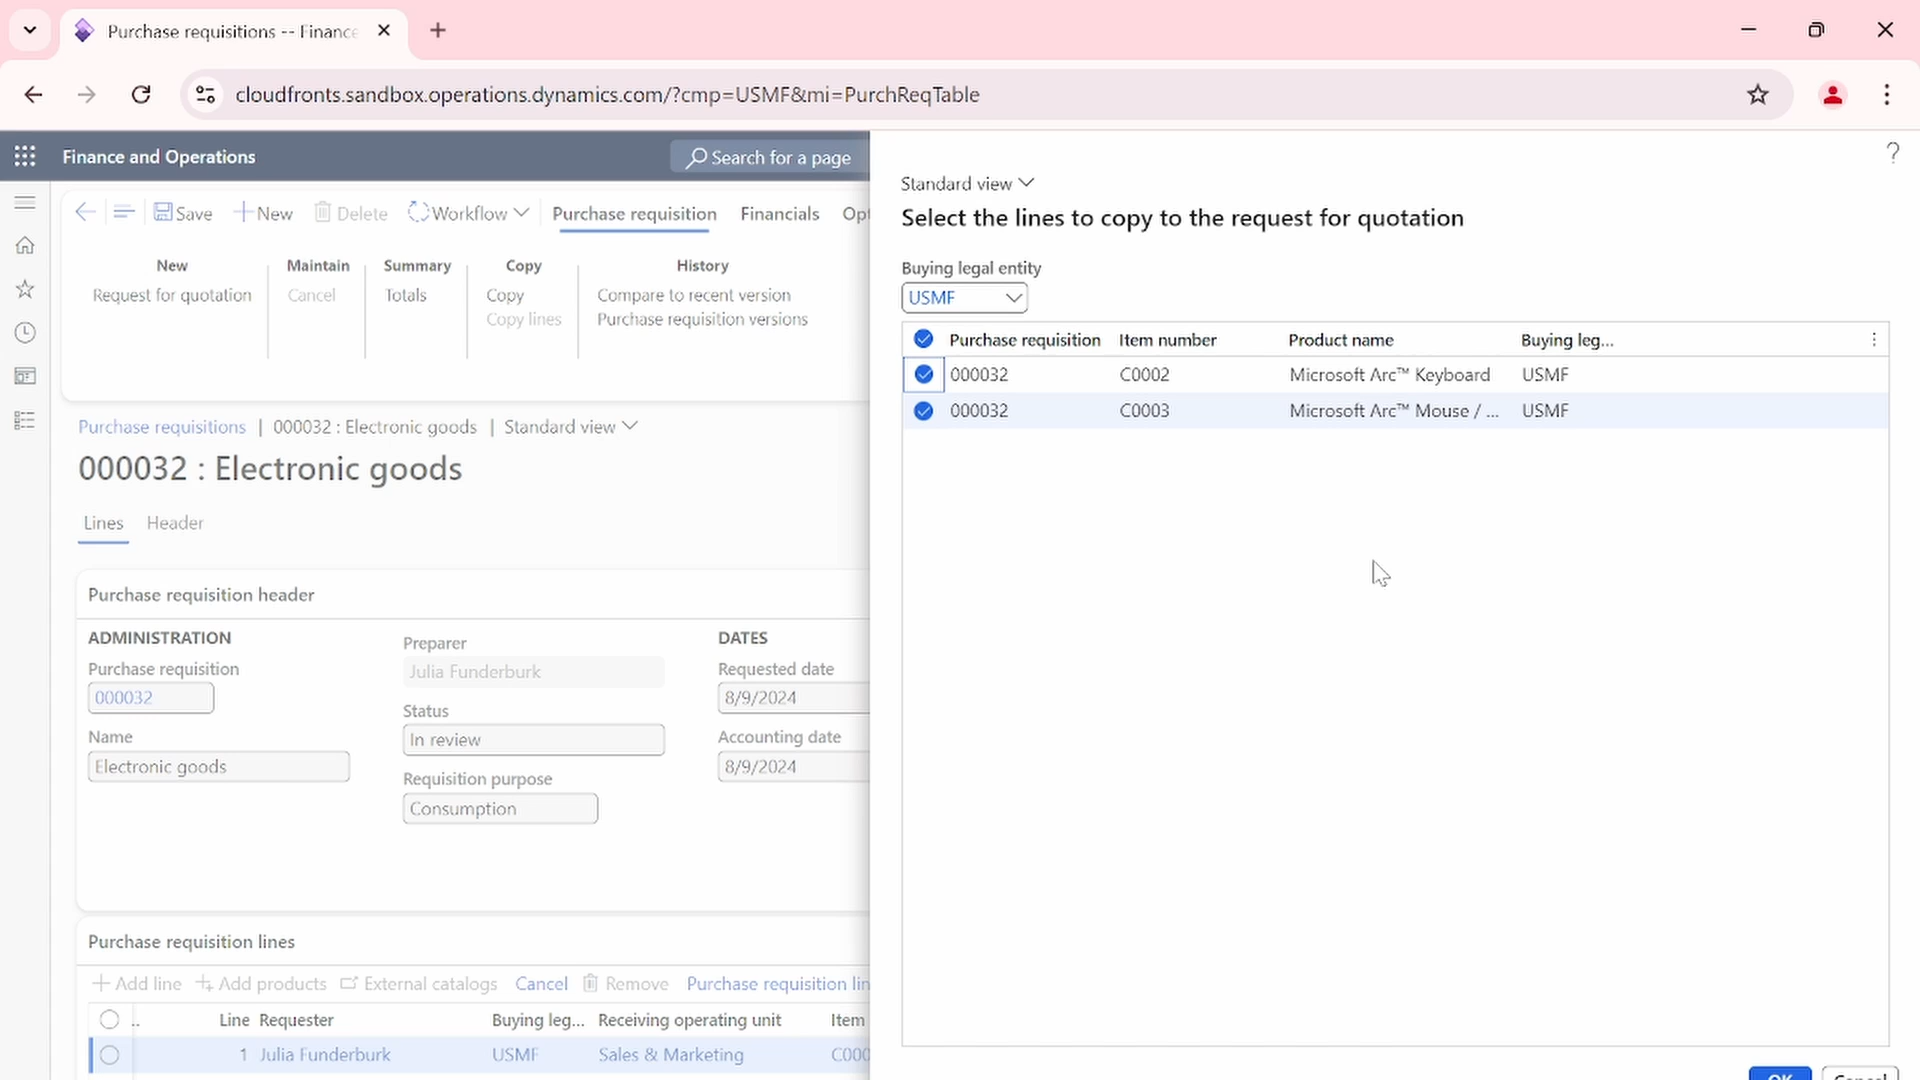 Purchase requisitions -- Finance
cloudfronts.sandbox.operations.dynamics.com/?cmp=USMF&mi=PurchReqTable
Finance and Operations
Search for a page
?
Save
New
Delete
Workflow
Purchase requisition
Financials
Opt
New
Request for quotation
Maintain
Cancel
Summary
Totals
Copy
Copy
Copy lines
History
Compare to recent version
Purchase requisition versions
Purchase requisitions | 000032 : Electronic goods | Standard view
000032 : Electronic goods
Lines Header
Purchase requisition header
ADMINISTRATION
Purchase requisition
000032
Name
Electronic goods
Preparer
Julia Funderburk
Status
In review
Requisition purpose
Consumption
DATES
Requested date
8/9/2024
Accounting date
8/9/2024
Purchase requisition lines
Add line Add products External catalogs Cancel Remove Purchase requisition lin
.. Line Requester Buying leg... Receiving operating unit Item
1 Julia Funderburk USMF Sales & Marketing C000
Standard view
Select the lines to copy to the request for quotation
Buying legal entity
USMF
Purchase requisition Item number Product name Buying leg...
000032 C0002 Microsoft Arc™ Keyboard USMF
000032 C0003 Microsoft Arc™ Mouse / ... USMF
OK Cancel